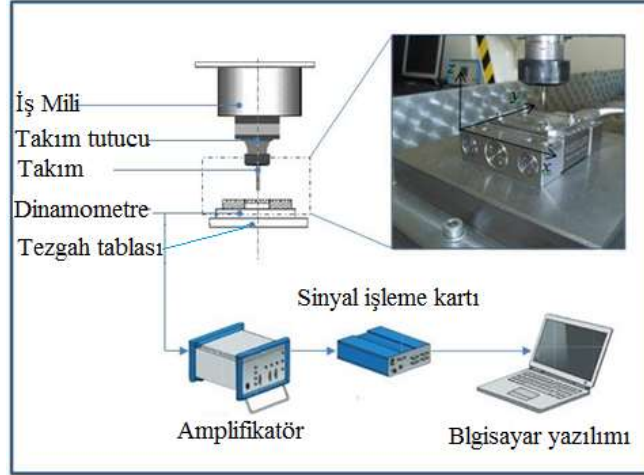 İş Mili
Takım tutucu
Takım
Dinamometre
Tezgah tablası
z
y
x
Sinyal işleme kartı
Amplifikatör
Blgisayar yazılımı